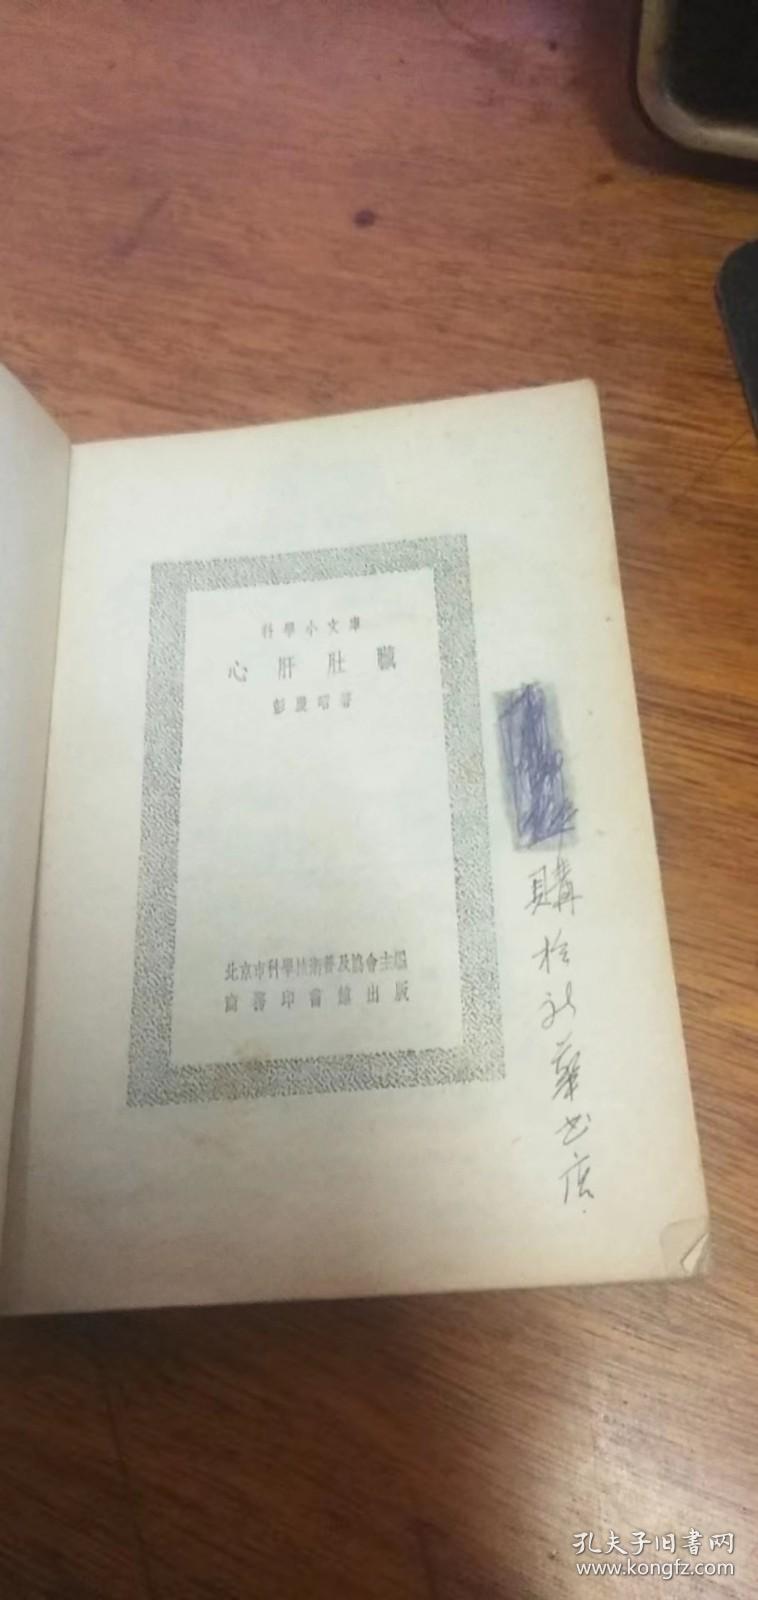 科學小文庫
心肝肚臟
彭晨昭著
北京市科學技術普及協會主編
商務印書館出版
購於新華书店.
孔夫子旧書网
www.kongfz.com